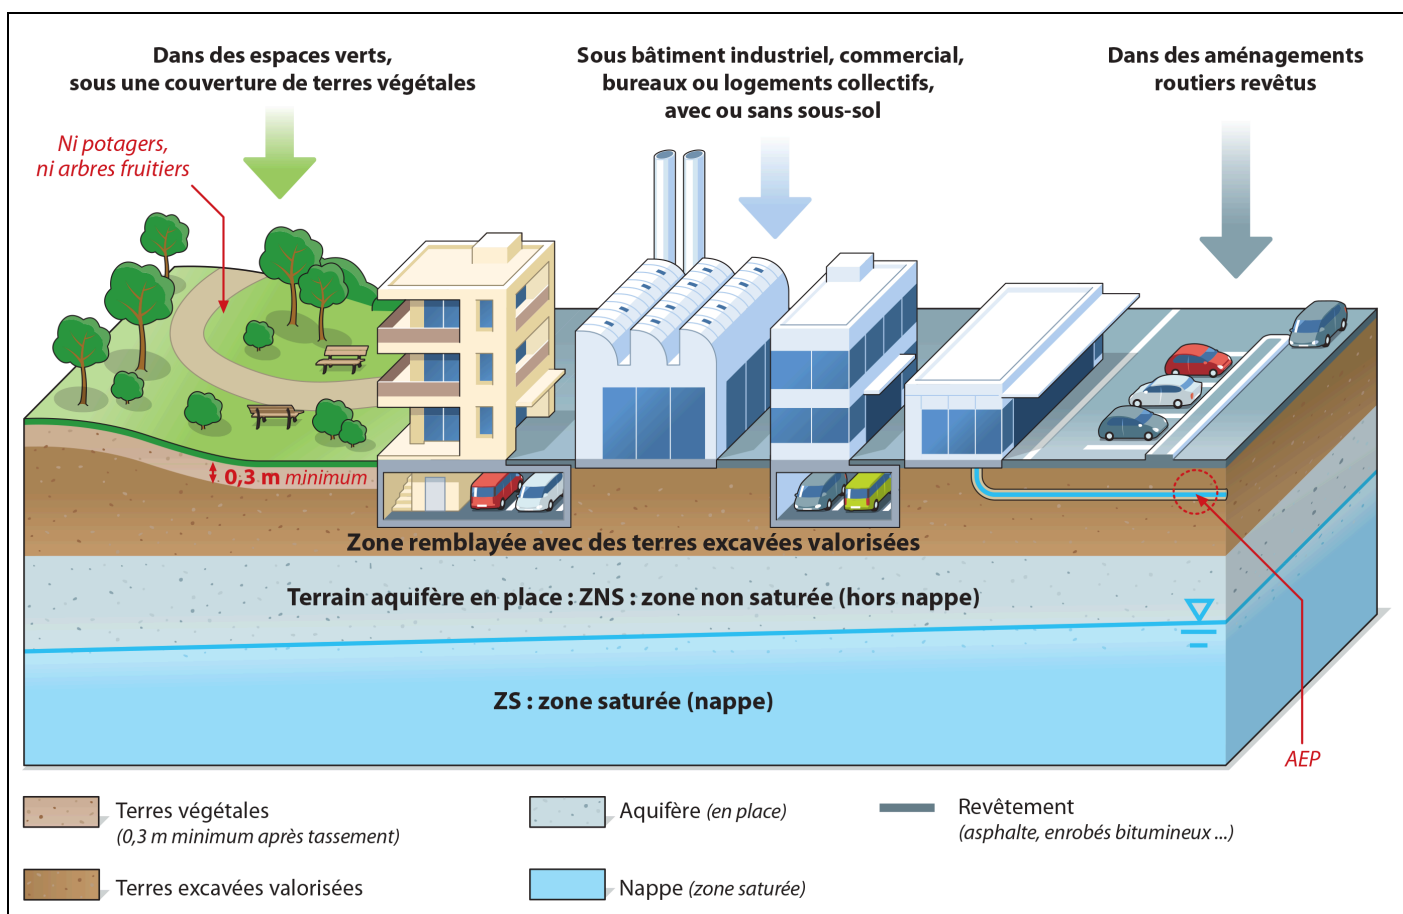 Dans des espaces verts,
sous une couverture de terres végétales
Sous bâtiment industriel, commercial,
bureaux ou logements collectifs,
avec ou sans sous-sol
Dans des aménagements
routiers revêtus
Ni potagers,
ni arbres fruitiers
0,3 m minimum
Zone remblayée avec des terres excavées valorisées
Terrain aquifère en place : ZNS : zone non saturée (hors nappe)
ZS : zone saturée (nappe)
AEP
Terres végétales
(0,3 m minimum après tassement)
Terres excavées valorisées
Aquifère (en place)
Nappe (zone saturée)
Revêtement
(asphalte, enrobés bitumineux ...)